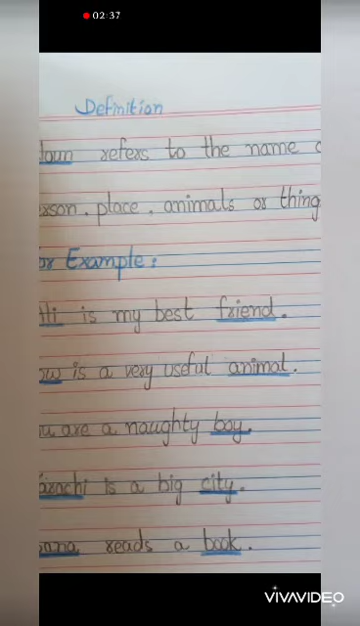 02:37
Definition
refers to the name
place, animals or thing
Example:
is my best friend.
is a very useful animal.
are a naughty boy.
is a big city.
reads a book.
VIVAVIDEO